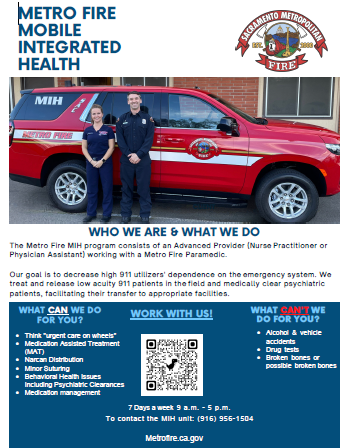 METRO FIRE
MOBILE
INTEGRATED
HEALTH
SACRAMENTO METROPOLITAN
EST. 2000
FIRE
MIH
METRO FIRE
WHO WE ARE & WHAT WE DO
The Metro Fire MIH program consists of an Advanced Provider (Nurse Practitioner or
Physician Assistant) working with a Metro Fire Paramedic.
Our goal is to decrease high 911 utilizers' dependence on the emergency system. We
treat and release low acuity 911 patients in the field and medically clear psychiatric
patients, facilitating their transfer to appropriate facilities.
WHAT CAN WE DO
FOR YOU?
• Think "urgent care on wheels"
• Medication Assisted Treatment
(MAT)
• Narcan Distribution
• Minor Suturing
• Behavioral Health Issues
Including Psychiatric Clearances
• Medication management
WORK WITH US!
WHAT CAN'T WE
DO FOR YOU?
• Alcohol & vehicle
accidents
• Drug tests
• Broken bones or
possible broken bones
7 Days a week 9 a.m. - 5 p.m.
To contact the MIH unit: (916) 956-1504
Metrofire.ca.gov